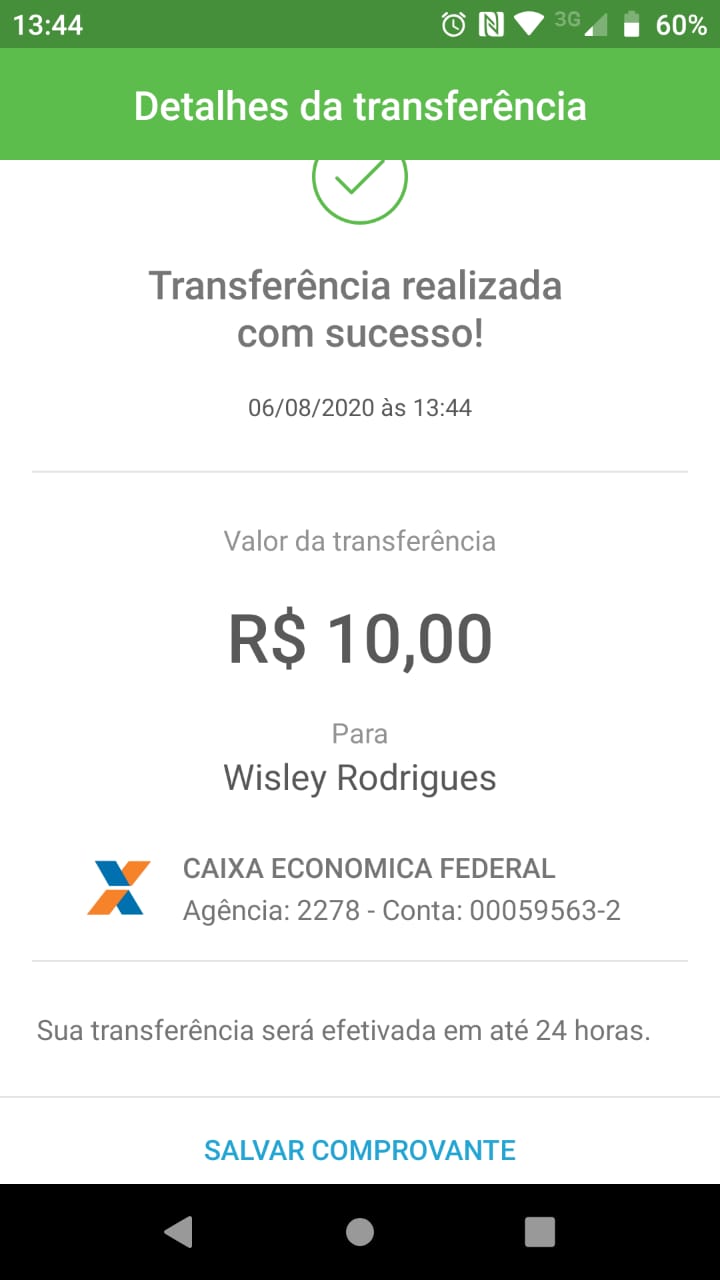 13:44
3G
60%
Detalhes da transferência
Transferência realizada
com sucesso!
06/08/2020 às 13:44
Valor da transferência
R$ 10,00
Para
Wisley Rodrigues
CAIXA ECONOMICA FEDERAL
Agência: 2278 - Conta: 00059563-2
Sua transferência será efetivada em até 24 horas.
SALVAR COMPROVANTE